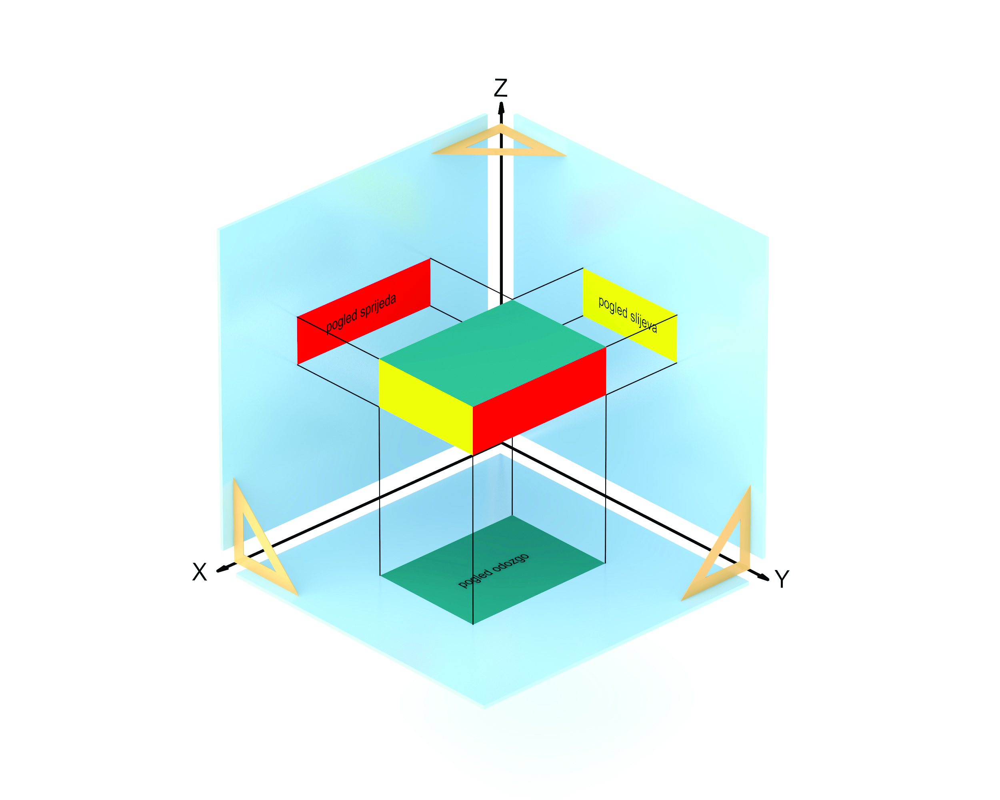 Z
pogled sprijeda
pogled slijeva
pogled odozgo
X
Y